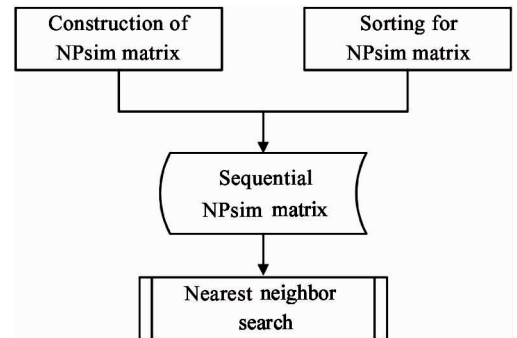 Construction of
NPsim matrix
Sorting for
NPsim matrix
Sequential
NPsim matrix
Nearest neighbor
search